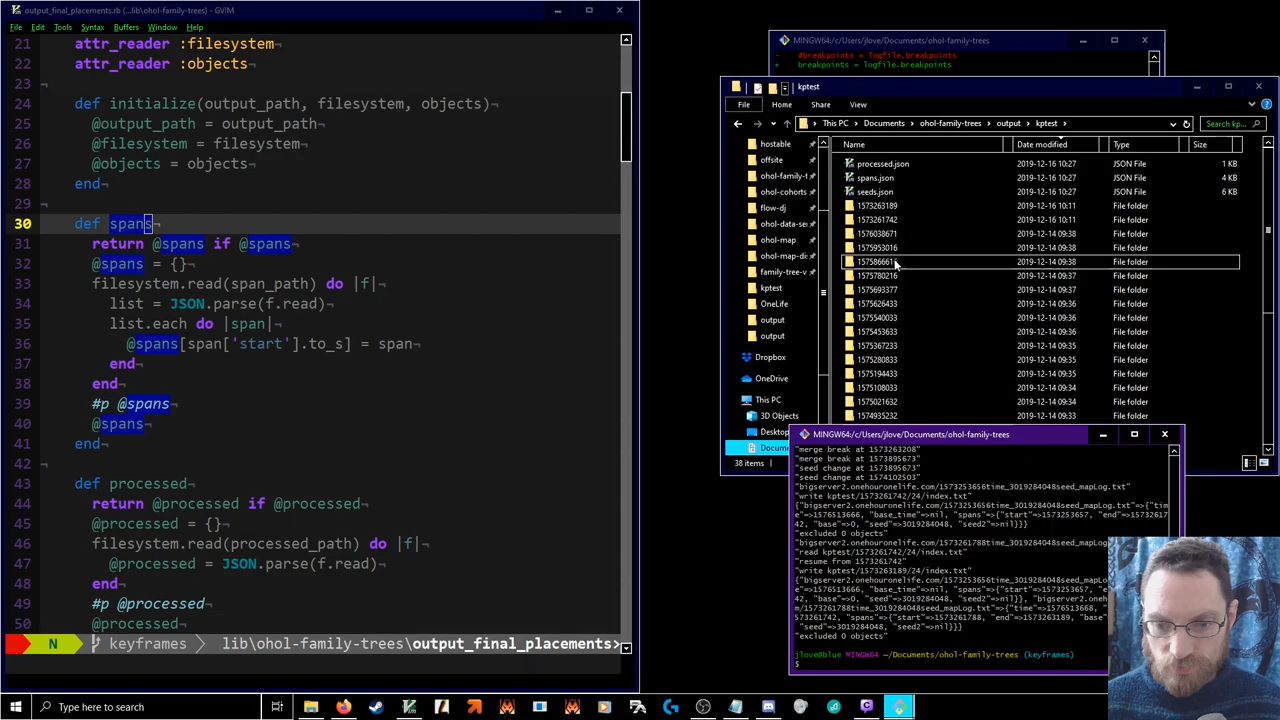 output_final_placements.rb (...lib\ohol-family-trees) - GVIM
File Edit Tools Syntax Buffers Window Help
21 attr_reader :filesystem
22 attr_reader :objects¬
23 ¬
24 def initialize(output_path, filesystem, objects)¬
25 @output_path = output_path¬
26 @filesystem = filesystem¬
27 @objects = objects¬
28 end¬
29 ¬
30 def spans¬
31 return @spans if @spans¬
32 @spans = {}¬
33 filesystem.read(span_path) do |f|¬
34 list = JSON.parse(f.read)¬
35 list.each do |span|¬
36 @spans[span['start'].to_s] = span¬
37 end¬
38 end¬
39 #p @spans¬
40 @spans¬
41 end¬
42 ¬
43 def processed¬
44 return @processed if @processed¬
45 @processed = {}¬
46 filesystem.read(processed_path) do |f|¬
47 @processed = JSON.parse(f.read)¬
48 end¬
49 #p @processed¬
50 @processed¬
N keyframes lib\ohol-family-trees\output_final_placements>
MINGW64:/c/Users/jlove/Documents/ohol-family-trees
- #breakpoints = logfile.breakpoints
+ breakpoints = logfile.breakpoints
kptest
File Home Share View
This PC > Documents > ohol-family-trees > output > kptest >
Search kp...
Name Date modified Type Size
processed.json 2019-12-16 10:27 JSON File 1 KB
spans.json 2019-12-16 10:27 JSON File 4 KB
seeds.json 2019-12-16 10:27 JSON File 6 KB
1573263189 2019-12-16 10:11 File folder
1573261742 2019-12-16 10:11 File folder
1576038671 2019-12-14 09:38 File folder
1575953016 2019-12-14 09:38 File folder
157586661 2019-12-14 09:38 File folder
1575780216 2019-12-14 09:37 File folder
1575693377 2019-12-14 09:37 File folder
1575626433 2019-12-14 09:36 File folder
1575540033 2019-12-14 09:36 File folder
1575453633 2019-12-14 09:36 File folder
1575367233 2019-12-14 09:35 File folder
1575280833 2019-12-14 09:35 File folder
1575194433 2019-12-14 09:35 File folder
1575108033 2019-12-14 09:34 File folder
1575021632 2019-12-14 09:34 File folder
1574935232 2019-12-14 09:33 File folder
hostable
offsite
ohol-family-t
ohol-cohorts
flow-dj
ohol-data-se
ohol-map
ohol-map-di
family-tree-v
kptest
OneLife
output
output
Dropbox
OneDrive
This PC
3D Objects
Desktop
Docume
38 items
MINGW64:/c/Users/jlove/Documents/ohol-family-trees
"merge break at 1573263208"
"merge break at 1573895673"
"seed change at 1573895673"
"seed change at 1574102503"
"bigserver2.onehouronelife.com/1573253656time_3019284048seed_mapLog.txt"
"write kptest/1573261742/24/index.txt"
{"bigserver2.onehouronelife.com/1573253656time_3019284048seed_mapLog.txt"=>{"tim
e"=>1576513666, "base_time"=>nil, "spans"=>{"start"=>1573253657, "end"=>15732617
42, "base"=>0, "seed"=>3019284048, "seed2"=>nil}}}
"excluded 0 objects"
"bigserver2.onehouronelife.com/1573261788time_3019284048seed_mapLo
"read kptest/1573261742/24/index.txt"
"resume from 1573261742"
"write kptest/1573263189/24/index.txt"
{"bigserver2.onehouronelife.com/1573253656time_3019284048seed_mapLo
e"=>1576513666, "base_time"=>nil, "spans"=>{"start"=>1573253657, "e
42, "base"=>0, "seed"=>3019284048, "seed2"=>nil}}, "bigserver2.oneh
m/1573261788time_3019284048seed_mapLog.txt"=>{"time"=>1576513668, "
1573261742, "spans"=>{"start"=>1573261788, "end"=>1573263189, "base
"=>3019284048, "seed2"=>nil}}}
"excluded 0 objects"
jlove@blue MINGW64 ~/Documents/ohol-family-trees (keyframes)
$
Type here to search